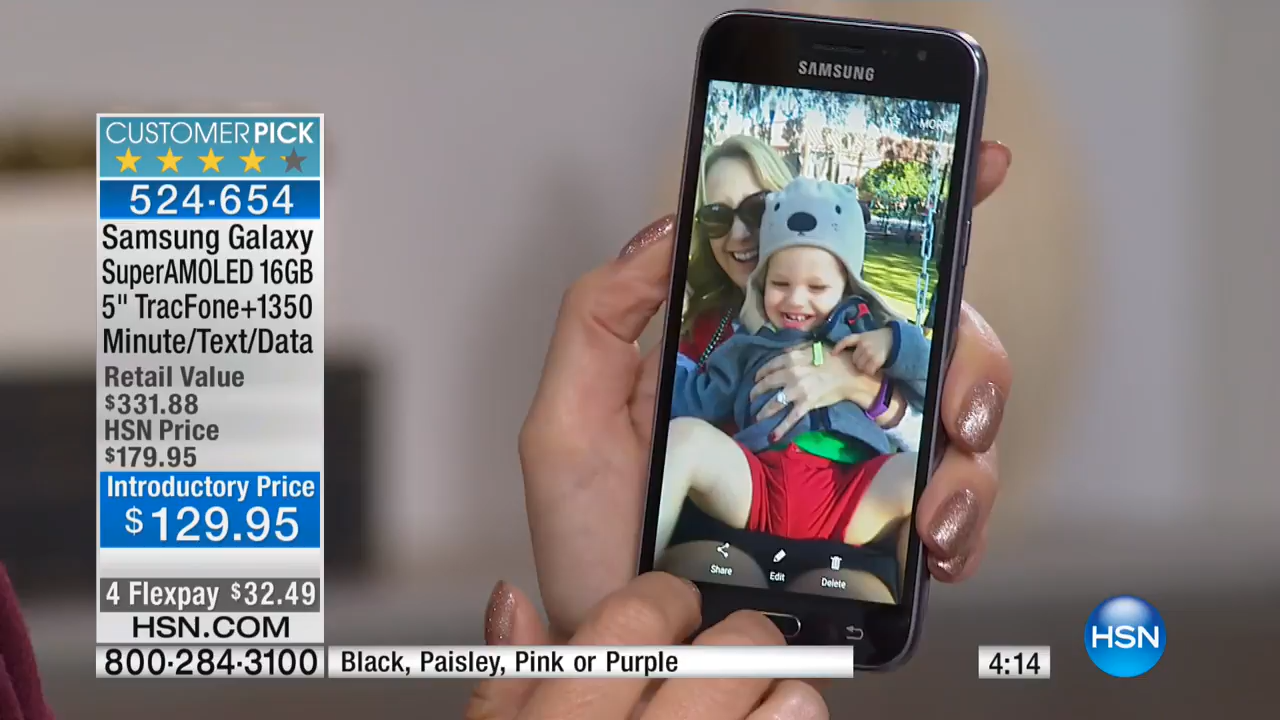 CUSTOMER PICK
524-654
Samsung Galaxy
SuperAMOLED 16GB
5" TracFone+1350
Minute/Text/Data
Retail Value
$331.88
HSN Price
$179.95
Introductory Price
$129.95
4 Flexpay $32.49
HSN.COM
800-284-3100
Black, Paisley, Pink or Purple
4:14
HSN
SAMSUNG
MORE
Share
Edit
Delete